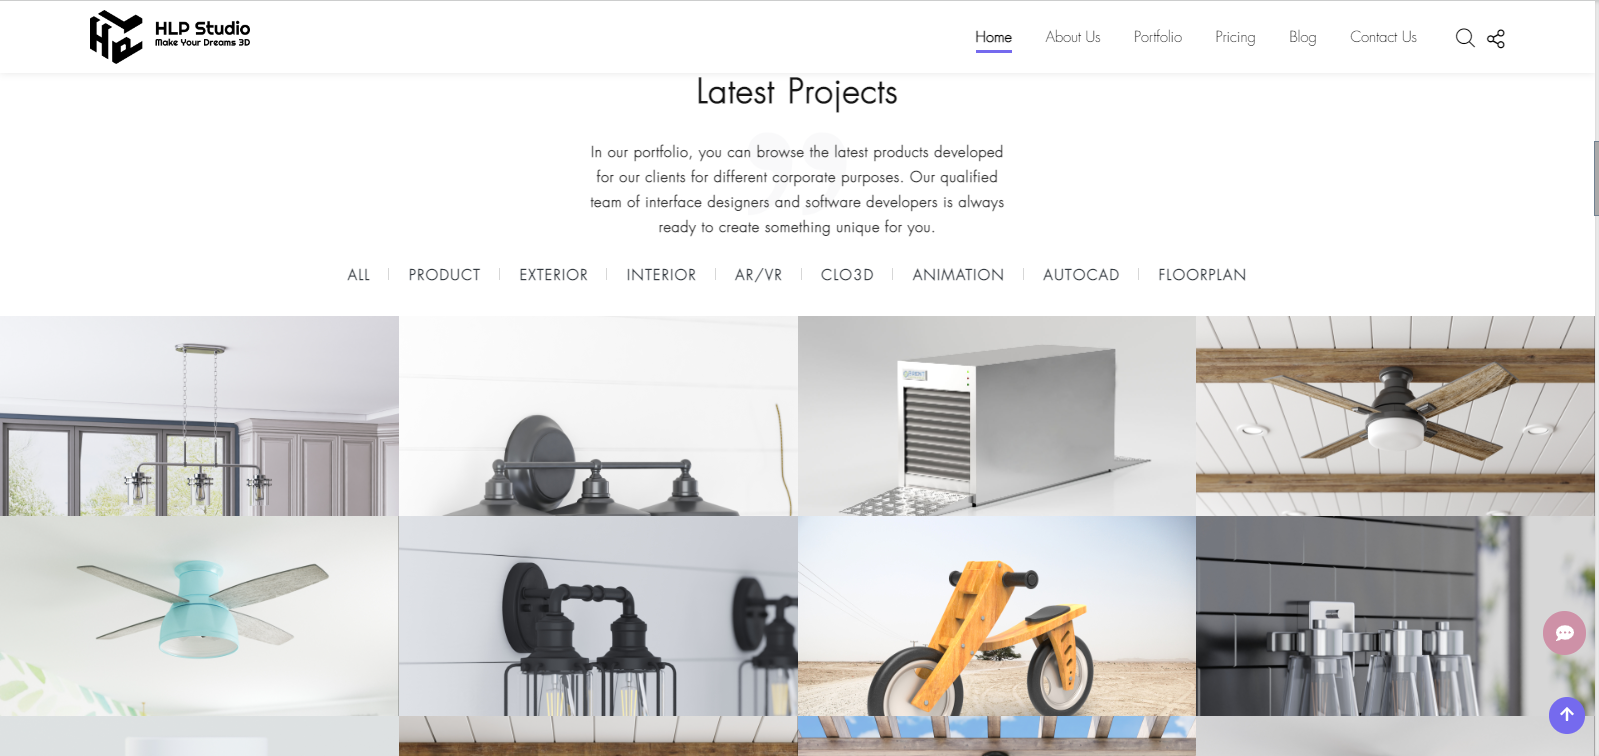 HLP Studio
Make Your Dreams 3D
Home About Us Portfolio Pricing Blog Contact Us
Latest Projects
In our portfolio, you can browse the latest products developed
for our clients for different corporate purposes. Our qualified
team of interface designers and software developers is always
ready to create something unique for you.
ALL PRODUCT EXTERIOR INTERIOR AR/VR CLO3D ANIMATION AUTOCAD FLOORPLAN